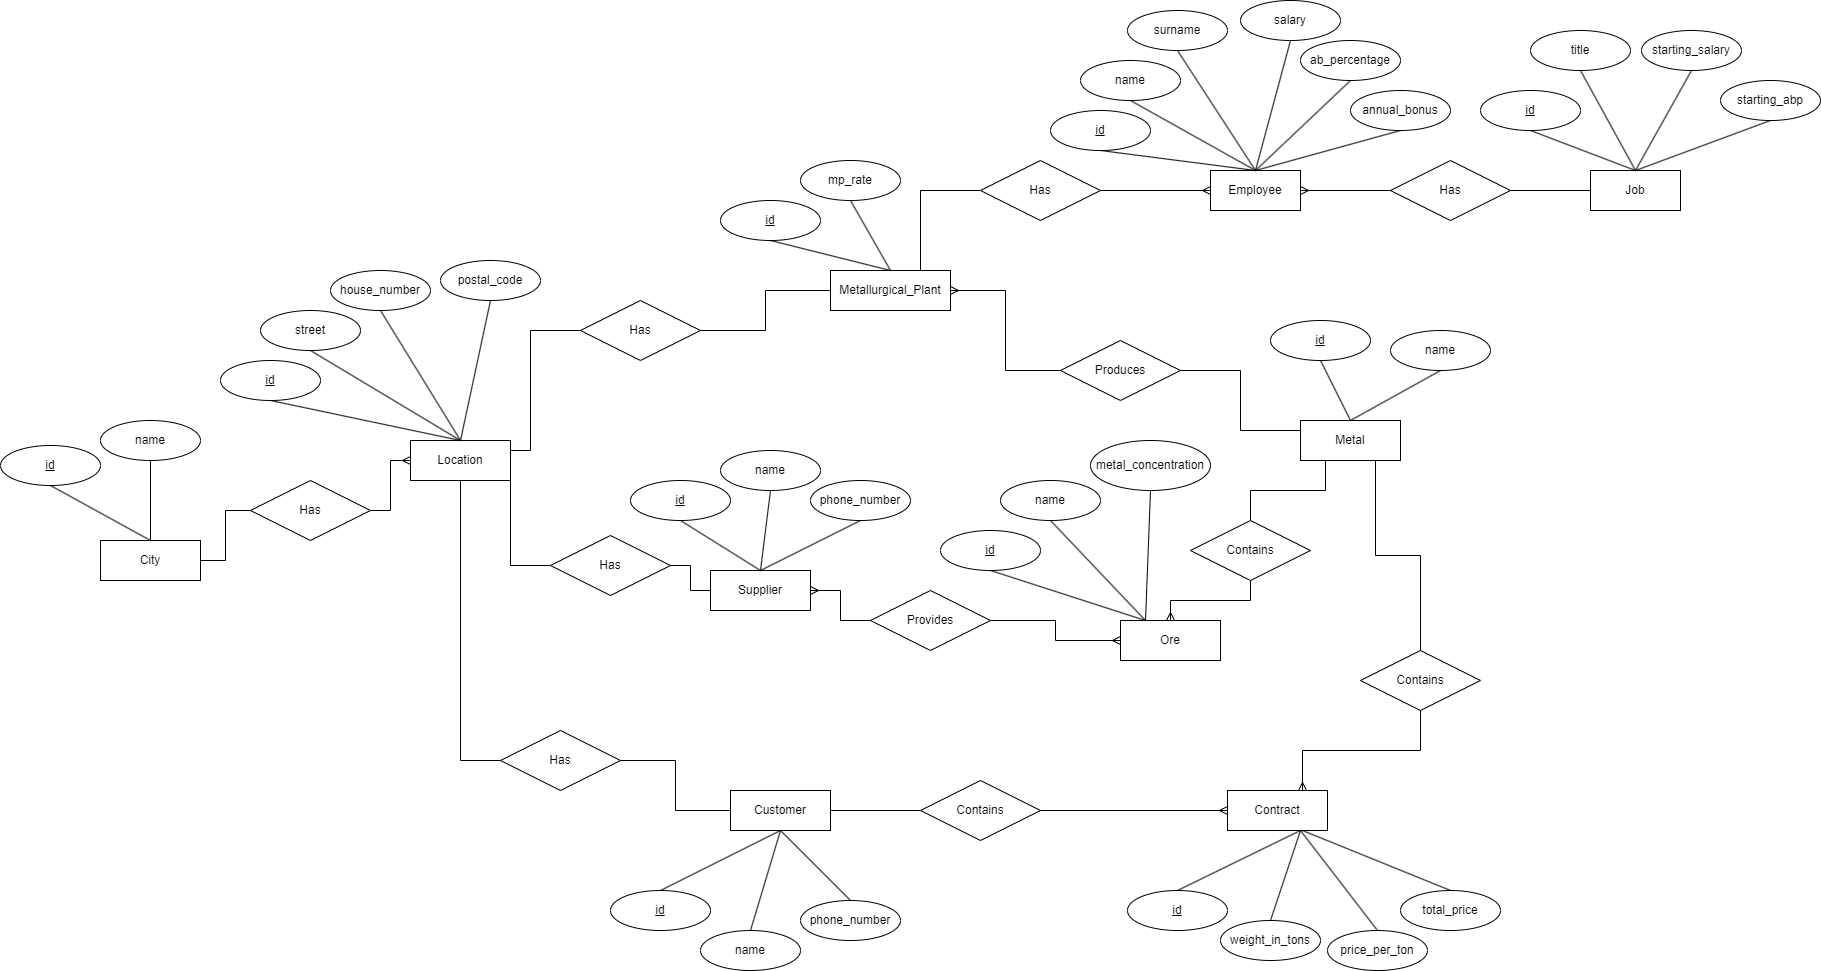 salary
surname
title
starting_salary
ab_percentage
name
starting_abp
annual_bonus
id
id
mp_rate
Has
Employee
Has
Job
id
postal_code
house_number
Metallurgical_Plant
street
Has
id
name
Produces
id
name
id
Location
Metal
name
id
metal_concentration
name
id
phone_number
name
Has
id
Contains
City
Has
Supplier
Provides
Ore
Contains
Has
Customer
Contains
Contract
id
phone_number
name
id
weight_in_tons
price_per_ton
total_price